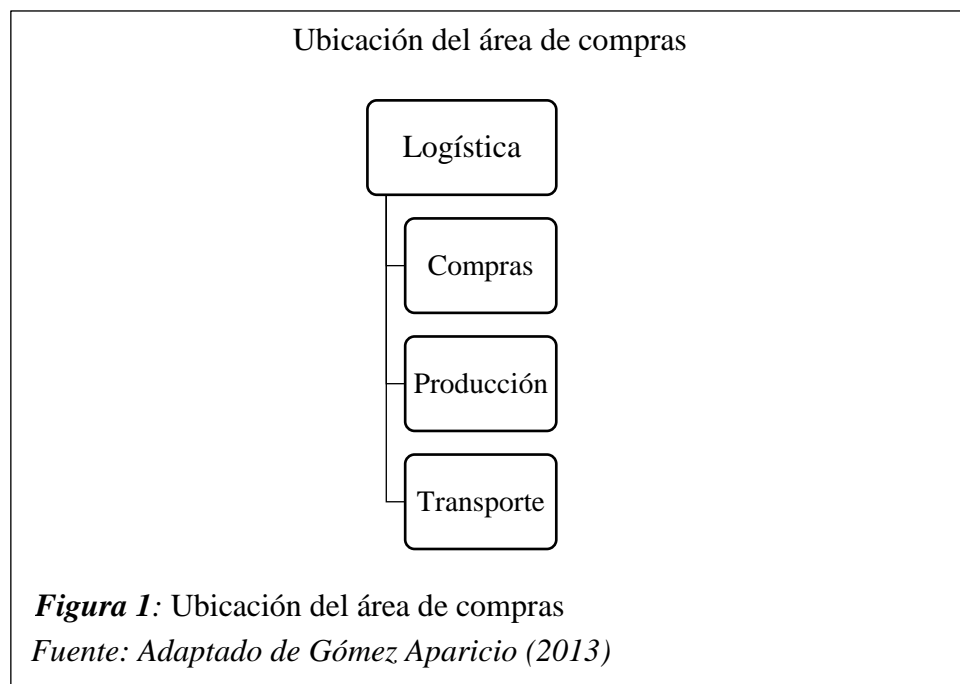 Ubicación del área de compras
Logística
Compras
Producción
Transporte
Figura 1: Ubicación del área de compras
Fuente: Adaptado de Gómez Aparicio (2013)